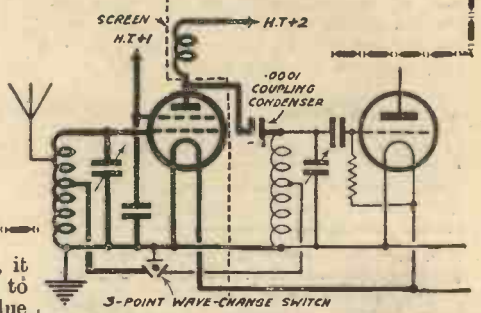 SCREEN
H.T+1
H.T+2
.0001
COUPLING
CONDENSER
it
to
lue
3-POINT WAVE-CHANGE SWITCH